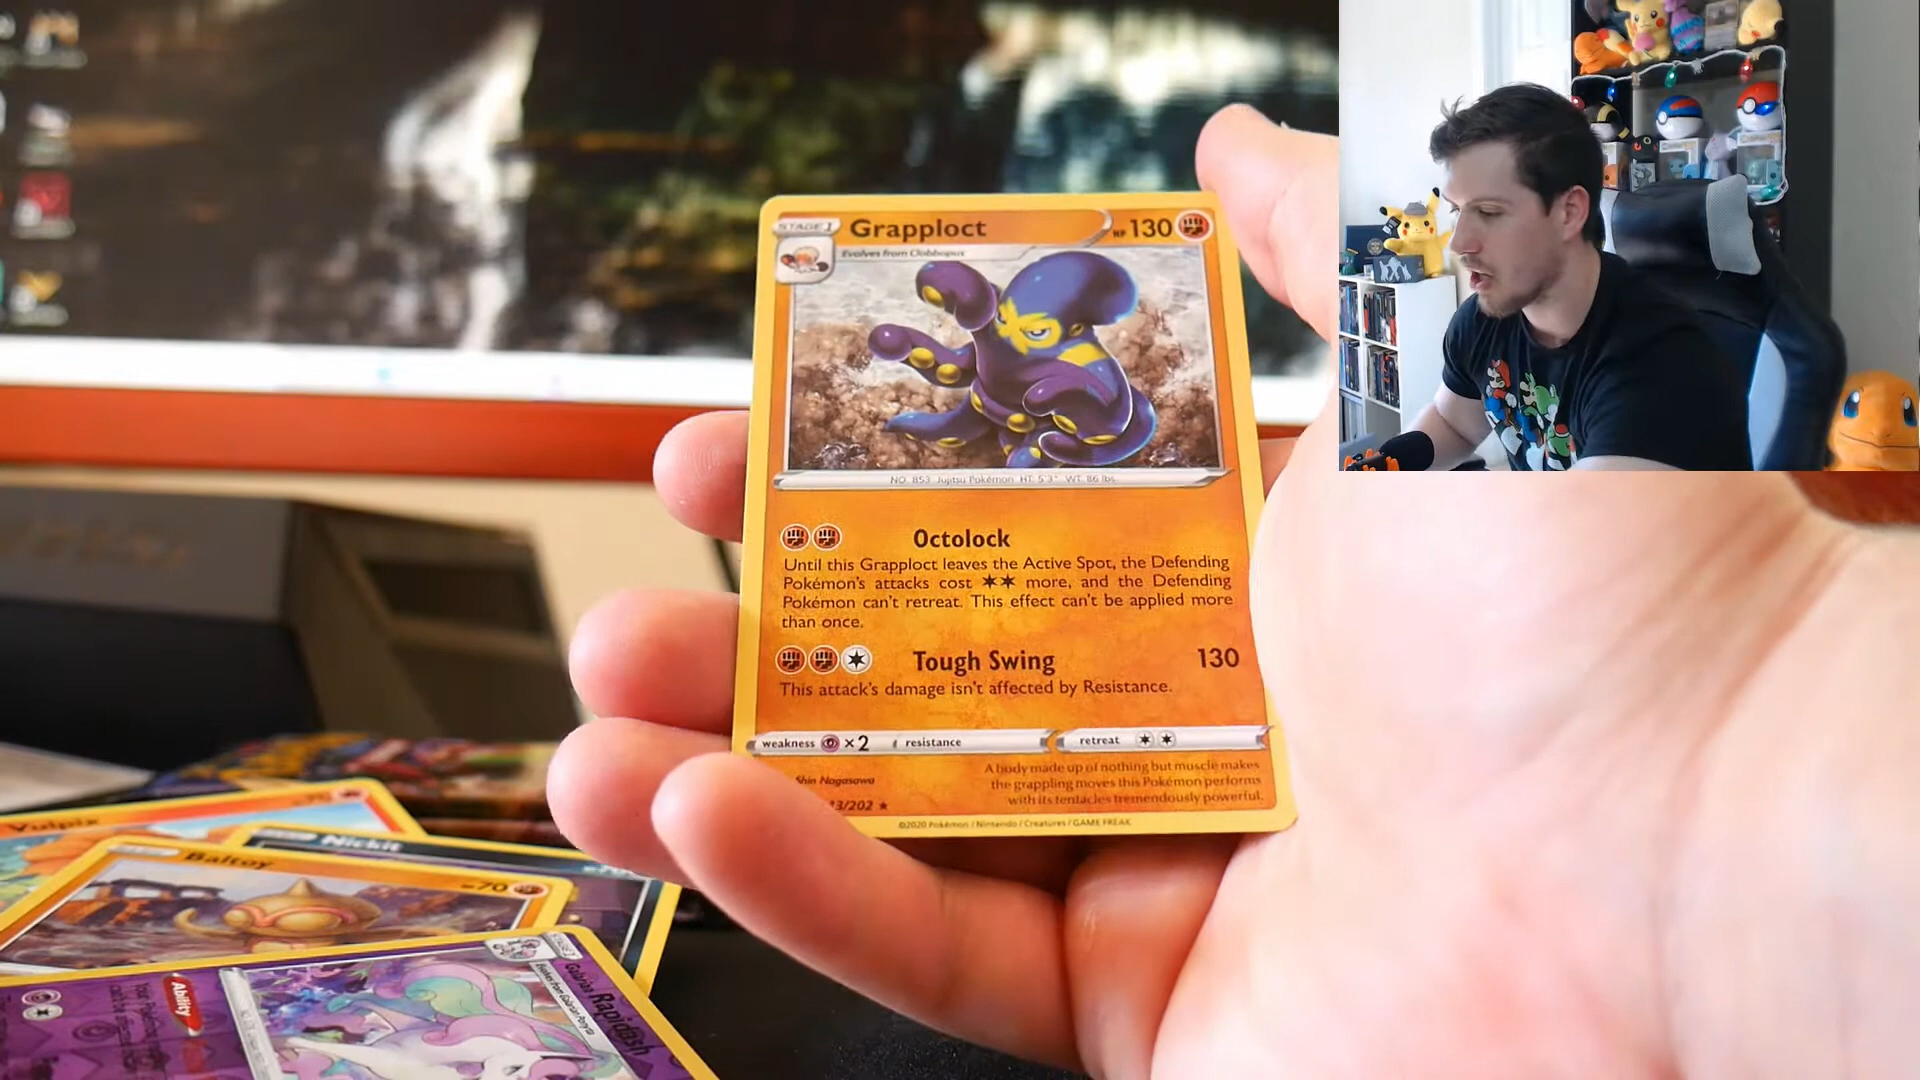 STAGE 1 Grapploct HP 130
Evolves from Clobbopus
NO. 853 Jujitsu Pokémon HT: 5'3" WT: 86 lbs.
Octolock
Until this Grapploct leaves the Active Spot, the Defending
Pokémon's attacks cost ✶✶ more, and the Defending
Pokémon can't retreat. This effect can't be applied more
than once.
Tough Swing 130
This attack's damage isn't affected by Resistance.
weakness ×2 resistance retreat
Shin Nagasawa
A body made up of nothing but muscle makes
the grappling moves this Pokémon performs
with its tentacles tremendously powerful.
13/202 ★
©2020 Pokémon / Nintendo / Creatures / GAME FREAK
Vulpix
Nickit
Baltoy 70
Galarian Rapidash
Evolves from Galarian Ponyta
Ability